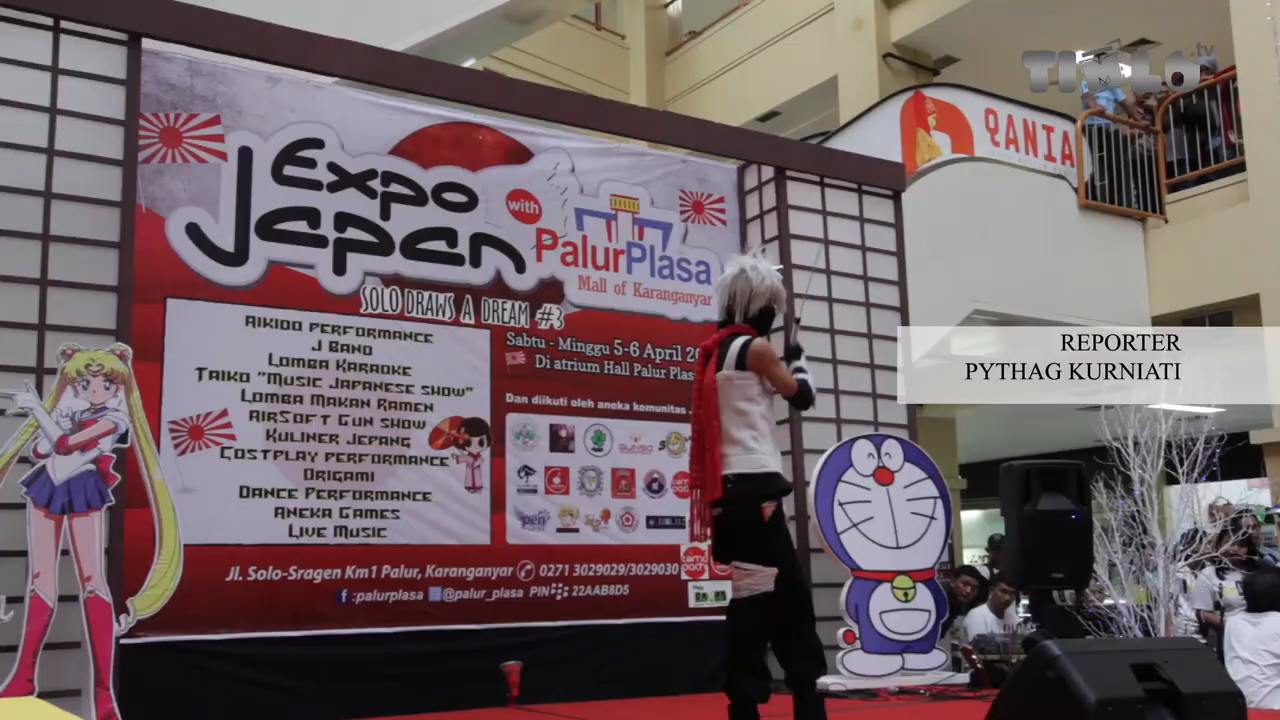 TIMLO tv
QANIA
Expo
Japan
with
PalurPlasa
Mall of Karanganyar
SOLO DRAWS A DREAM #3
AIKIDO PERFORMANCE
J BAND
LOMBA KARAOKE
TAIKO "MUSIC JAPANESE SHOW"
LOMBA MAKAN RAMEN
AIRSOFT GUN SHOW
KULINER JEPANG
COSTPLAY PERFORMANCE
ORIGAMI
DANCE PERFORMANCE
ANEKA GAMES
LIVE MUSIC
Sabtu - Minggu 5-6 April
Di atrium Hall Palur
Dan diikuti oleh aneka komunitas
Jl. Solo-Sragen Km1 Palur, Karanganyar 0271 3029029/3029030
f :palurplasa @palur_plasa PIN 22AAB8D5
REPORTER
PYTHAG KURNIATI